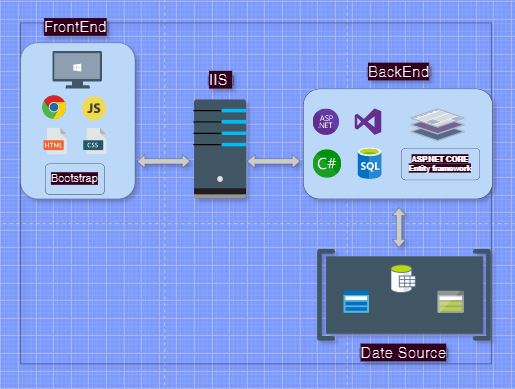 FrontEnd
JS
HTML
CSS
Bootstrap
IIS
BackEnd
ASP
.NET
C#
SQL
ASP.NET CORE,
Entity framework
Date Source